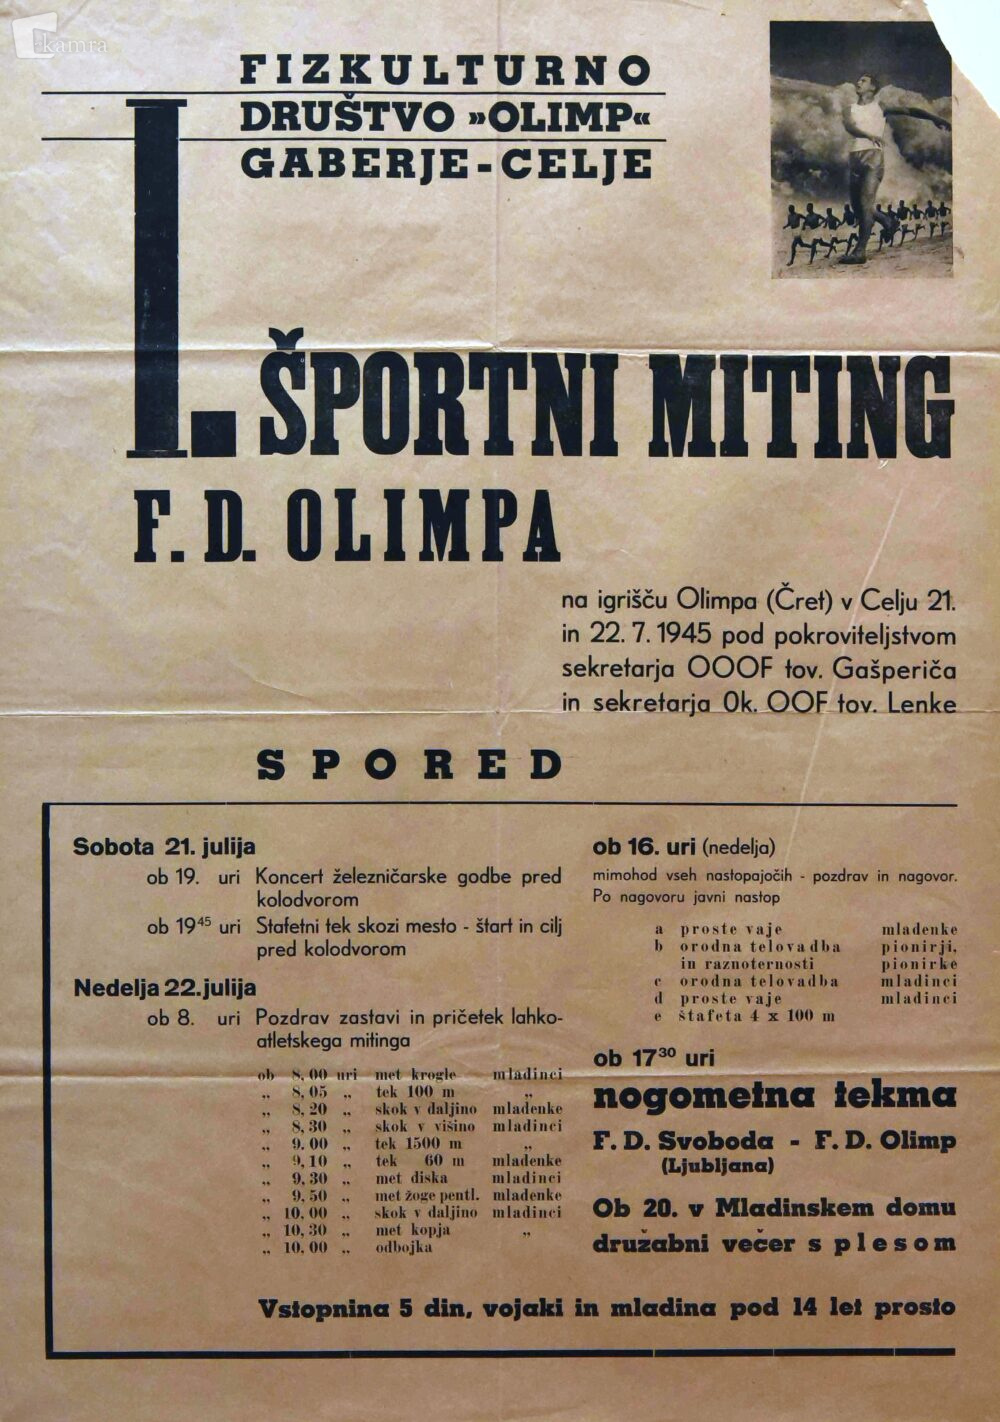 kamra
FIZKULTURNO
DRUŠTVO »OLIMP«
GABERJE-CELJE
I. ŠPORTNI MITING
F. D. OLIMPA
na igrišču Olimpa (Čret) v Celju 21.
in 22. 7. 1945 pod pokroviteljstvom
sekretarja OOOF tov. Gašperiča
in sekretarja Ok. OOF tov. Lenke
SPORED
Sobota 21. julija
ob 19. uri Koncert železničarske godbe pred
kolodvorom
ob 19⁴⁵ uri Stafetni tek skozi mesto - štart in cilj
pred kolodvorom
Nedelja 22. julija
ob 8. uri Pozdrav zastavi in pričetek lahko-
atletskega mitinga
ob 8,00 uri met krogle mladinci
„ 8,05 „ tek 100 m „
„ 8,20 „ skok v daljino mladenke
„ 8,30 „ skok v višino mladinci
„ 9.00 „ tek 1500 m „
„ 9,10 „ tek 60 m mladenke
„ 9,30 „ met diska mladinci
„ 9,50 „ met žoge pentl. mladenke
„ 10,00 „ skok v daljino mladinci
„ 10,30 „ met kopja „
„ 10,00 „ odbojka
ob 16. uri (nedelja)
mimohod vseh nastopajočih - pozdrav in nagovor.
Po nagovoru javni nastop
a proste vaje mladenke
b orodna telovadba pionirji,
in raznoternosti pionirke
c orodna telovadba mladinci
d proste vaje mladinci
e štafeta 4 x 100 m
ob 17³⁰ uri
nogometna tekma
F. D. Svoboda - F. D. Olimp
(Ljubljana)
Ob 20. v Mladinskem domu
družabni večer s plesom
Vstopnina 5 din, vojaki in mladina pod 14 let prosto